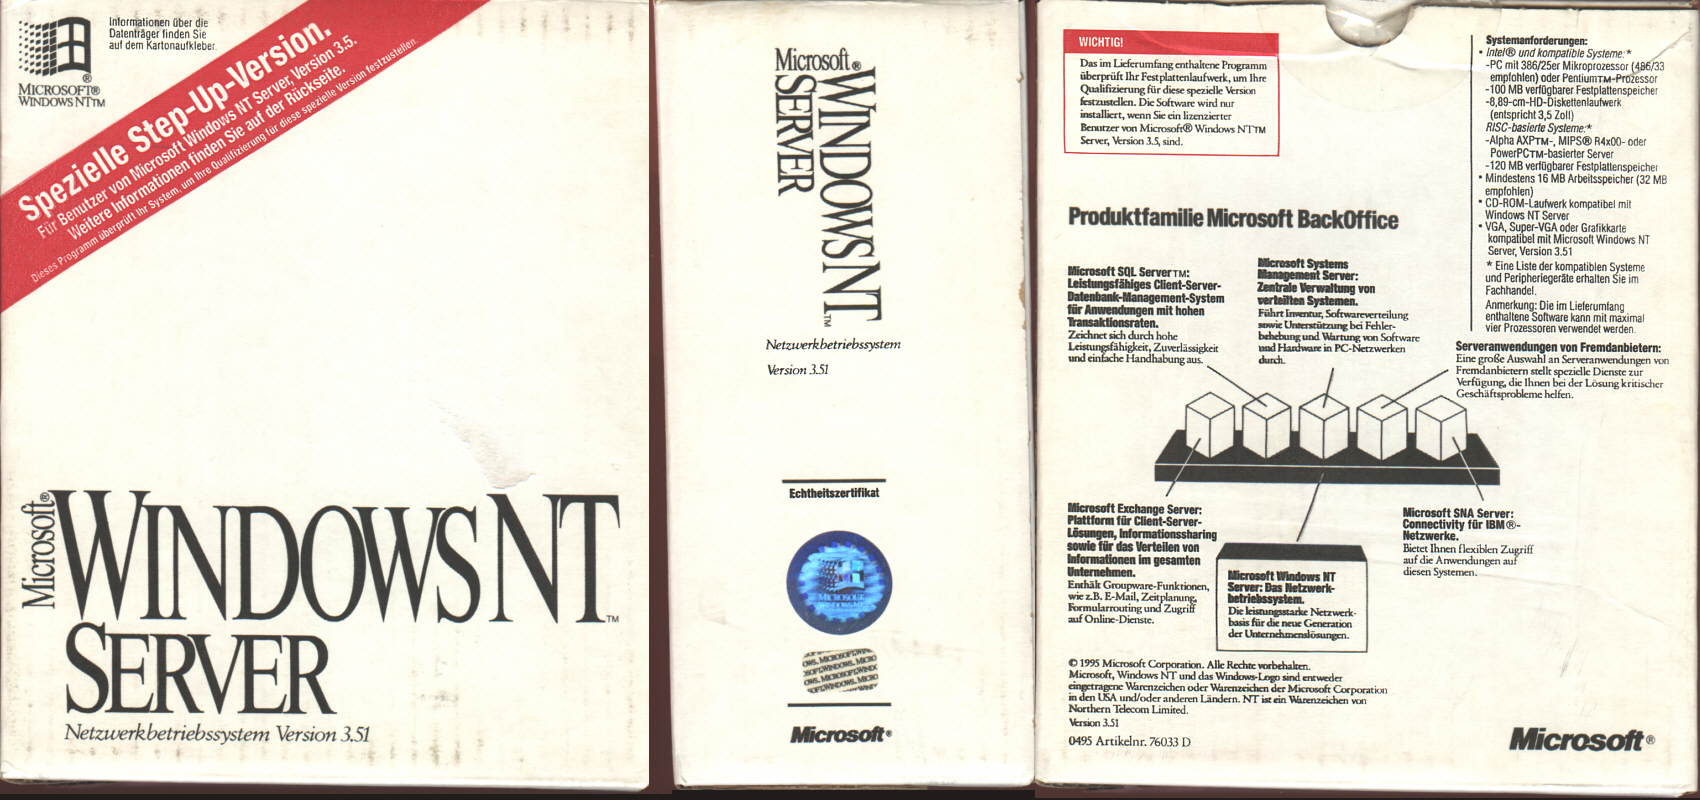 Informationen über die
Datenträger finden Sie
auf dem Kartonaufkleber.
MICROSOFT®
WINDOWS NT™
Spezielle Step-Up-Version.
Für Benutzer von Microsoft Windows NT Server, Version 3.5.
Weitere Informationen finden Sie auf der Rückseite.
Dieses Programm überprüft Ihr System, um Ihre Qualifizierung für diese spezielle Version festzustellen.
Microsoft®
WINDOWS NT™
SERVER
Netzwerkbetriebssystem Version 3.51
Microsoft®
WINDOWS NT™
SERVER
Netzwerkbetriebssystem
Version 3.51
Echtheitszertifikat
MICROSOFT
WINDOWS NT
Microsoft®
WICHTIG!
Das im Lieferumfang enthaltene Programm
überprüft Ihr Festplattenlaufwerk, um Ihre
Qualifizierung für diese spezielle Version
festzustellen. Die Software wird nur
installiert, wenn Sie ein lizenzierter
Benutzer von Microsoft® Windows NT™
Server, Version 3.5, sind.
Systemanforderungen:
• Intel® und kompatible Systeme:*
-PC mit 386/25er Mikroprozessor (486/33
empfohlen) oder Pentium™-Prozessor
-100 MB verfügbarer Festplattenspeicher
-8,89-cm-HD-Diskettenlaufwerk
(entspricht 3,5 Zoll)
RISC-basierte Systeme:*
-Alpha AXP™-, MIPS® R4x00- oder
PowerPC™-basierter Server
-120 MB verfügbarer Festplattenspeicher
• Mindestens 16 MB Arbeitsspeicher (32 MB
empfohlen)
• CD-ROM-Laufwerk kompatibel mit
Windows NT Server
• VGA, Super-VGA oder Grafikkarte
kompatibel mit Microsoft Windows NT
Server, Version 3.51
* Eine Liste der kompatiblen Systeme
und Peripheriegeräte erhalten Sie im
Fachhandel.
Anmerkung: Die im Lieferumfang
enthaltene Software kann mit maximal
vier Prozessoren verwendet werden.
Produktfamilie Microsoft BackOffice
Microsoft SQL Server™:
Leistungsfähiges Client-Server-
Datenbank-Management-System
für Anwendungen mit hohen
Transaktionsraten.
Zeichnet sich durch hohe
Leistungsfähigkeit, Zuverlässigkeit
und einfache Handhabung aus.
Microsoft Systems
Management Server:
Zentrale Verwaltung von
verteilten Systemen.
Führt Inventur, Softwareverteilung
sowie Unterstützung bei Fehler-
behebung und Wartung von Software
und Hardware in PC-Netzwerken
durch.
Serveranwendungen von Fremdanbietern:
Eine große Auswahl an Serveranwendungen von
Fremdanbietern stellt spezielle Dienste zur
Verfügung, die Ihnen bei der Lösung kritischer
Geschäftsprobleme helfen.
Microsoft Exchange Server:
Plattform für Client-Server-
Lösungen, Informationssharing
sowie für das Verteilen von
Informationen im gesamten
Unternehmen.
Enthält Groupware-Funktionen,
wie z.B. E-Mail, Zeitplanung,
Formularrouting und Zugriff
auf Online-Dienste.
Microsoft Windows NT
Server: Das Netzwerk-
betriebssystem.
Die leistungsstarke Netzwerk-
basis für die neue Generation
der Unternehmenslösungen.
Microsoft SNA Server:
Connectivity für IBM®-
Netzwerke.
Bietet Ihnen flexiblen Zugriff
auf die Anwendungen auf
diesen Systemen.
© 1995 Microsoft Corporation. Alle Rechte vorbehalten.
Microsoft, Windows NT und das Windows-Logo sind entweder
eingetragene Warenzeichen oder Warenzeichen der Microsoft Corporation
in den USA und/oder anderen Ländern. NT ist ein Warenzeichen von
Northern Telecom Limited.
Version 3.51
0495 Artikelnr. 76033 D
Microsoft®